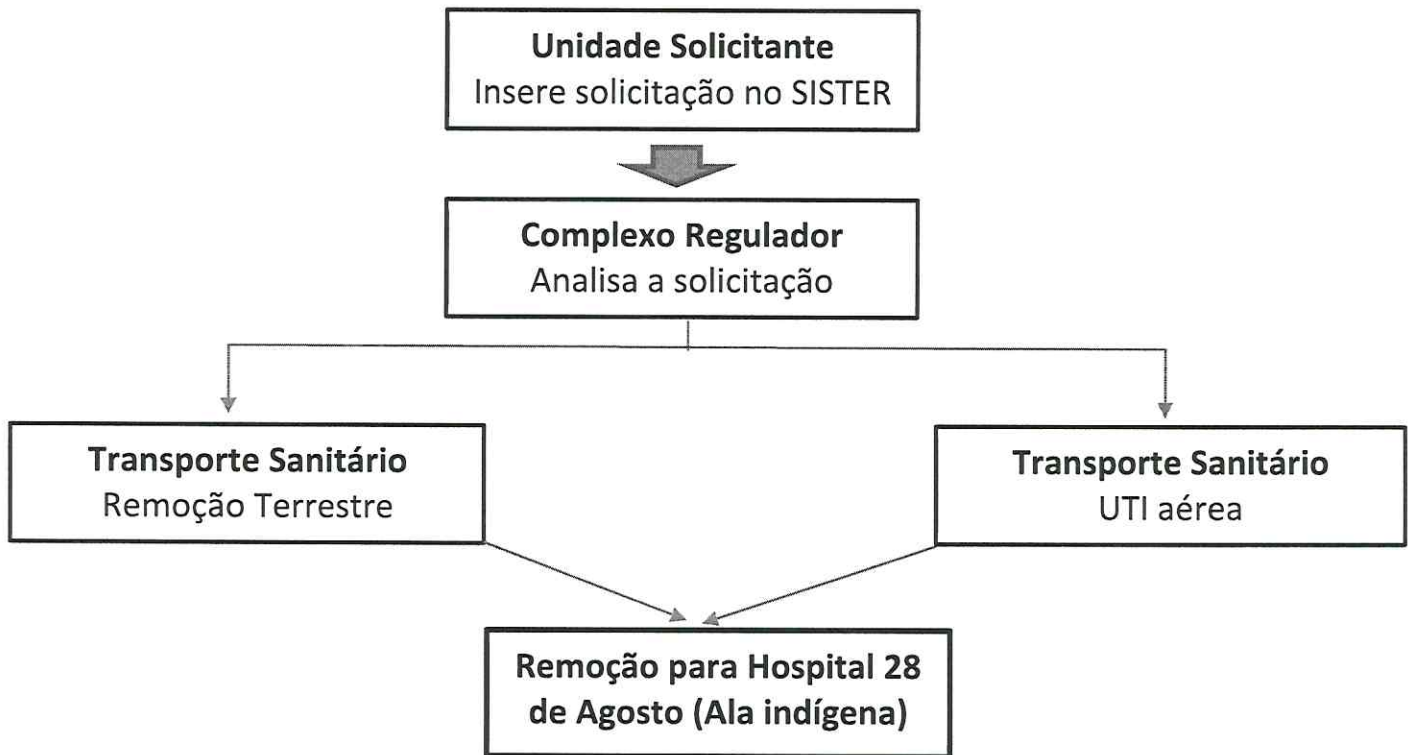 Unidade Solicitante
Insere solicitação no SISTER
Complexo Regulador
Analisa a solicitação
Transporte Sanitário
Remoção Terrestre
Transporte Sanitário
UTI aérea
Remoção para Hospital 28
de Agosto (Ala indígena)